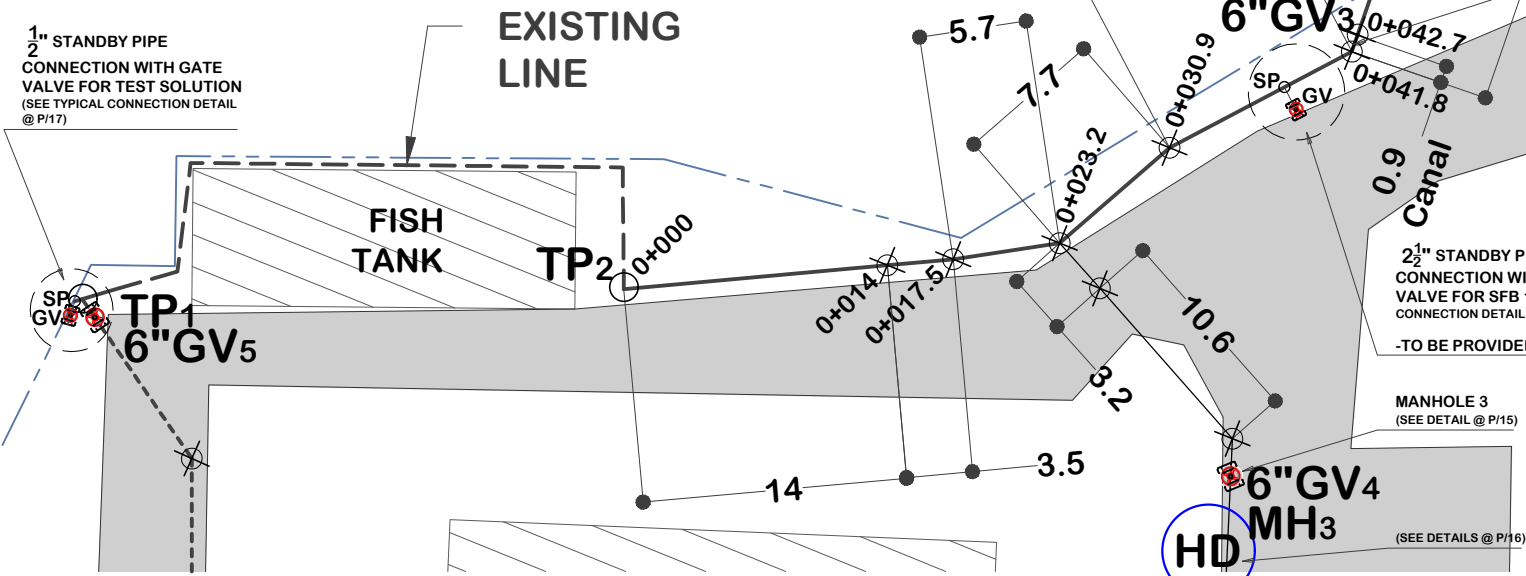 1/2" STANDBY PIPE
CONNECTION WITH GATE
VALVE FOR TEST SOLUTION
(SEE TYPICAL CONNECTION DETAIL
@ P/17)
EXISTING
LINE
5.7
7.7
6"GV3
0+042.7
0+041.8
0+030.9
SP
GV
0.9
Canal
FISH
TANK
TP2
0+000
0+023.2
0+014
0+017.5
SP
GV
TP1
6"GV5
10.6
3.2
14
3.5
2 1/2" STANDBY P
CONNECTION WI
VALVE FOR SFB
CONNECTION DETAIL
-TO BE PROVIDE
MANHOLE 3
(SEE DETAIL @ P/15)
6"GV4
MH3
HD
(SEE DETAILS @ P/16)